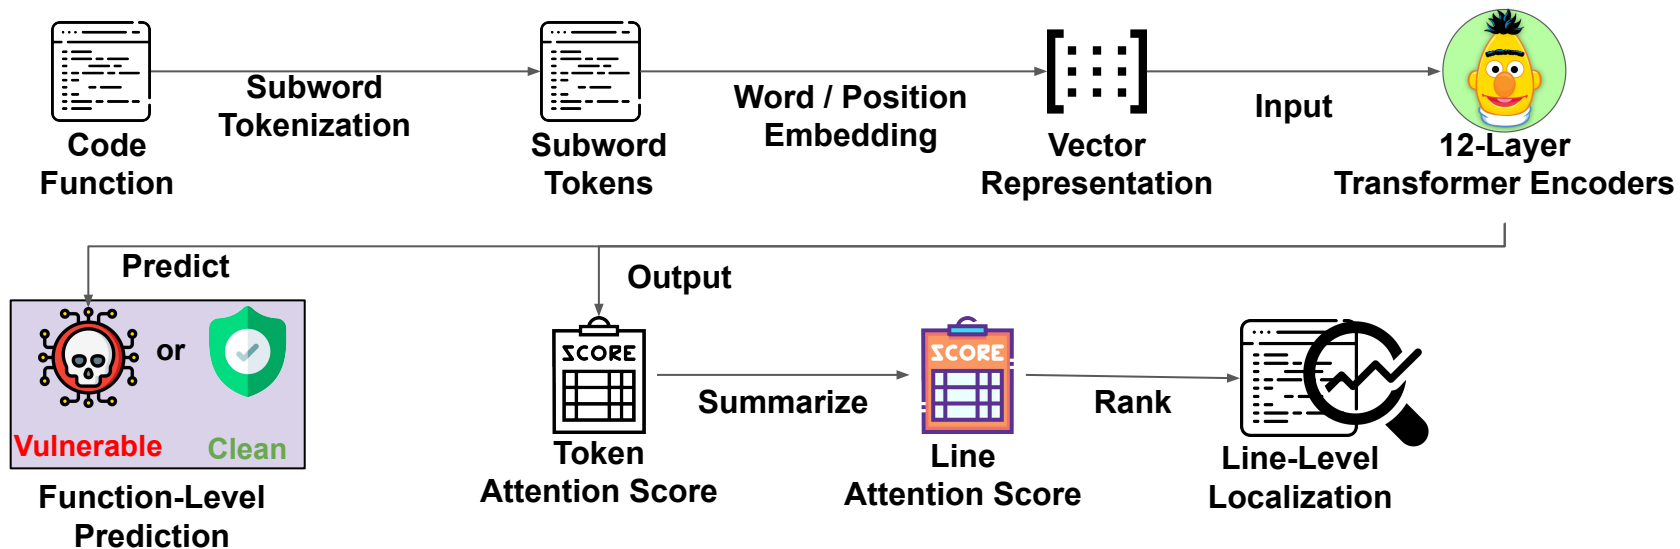 Subword
Tokenization
Word / Position
Embedding
Input
Code
Function
Subword
Tokens
Vector
Representation
12-Layer
Transformer Encoders
Predict
Output
or
Vulnerable
Clean
SCORE
SCORE
Summarize
Rank
Function-Level
Prediction
Token
Attention Score
Line
Attention Score
Line-Level
Localization